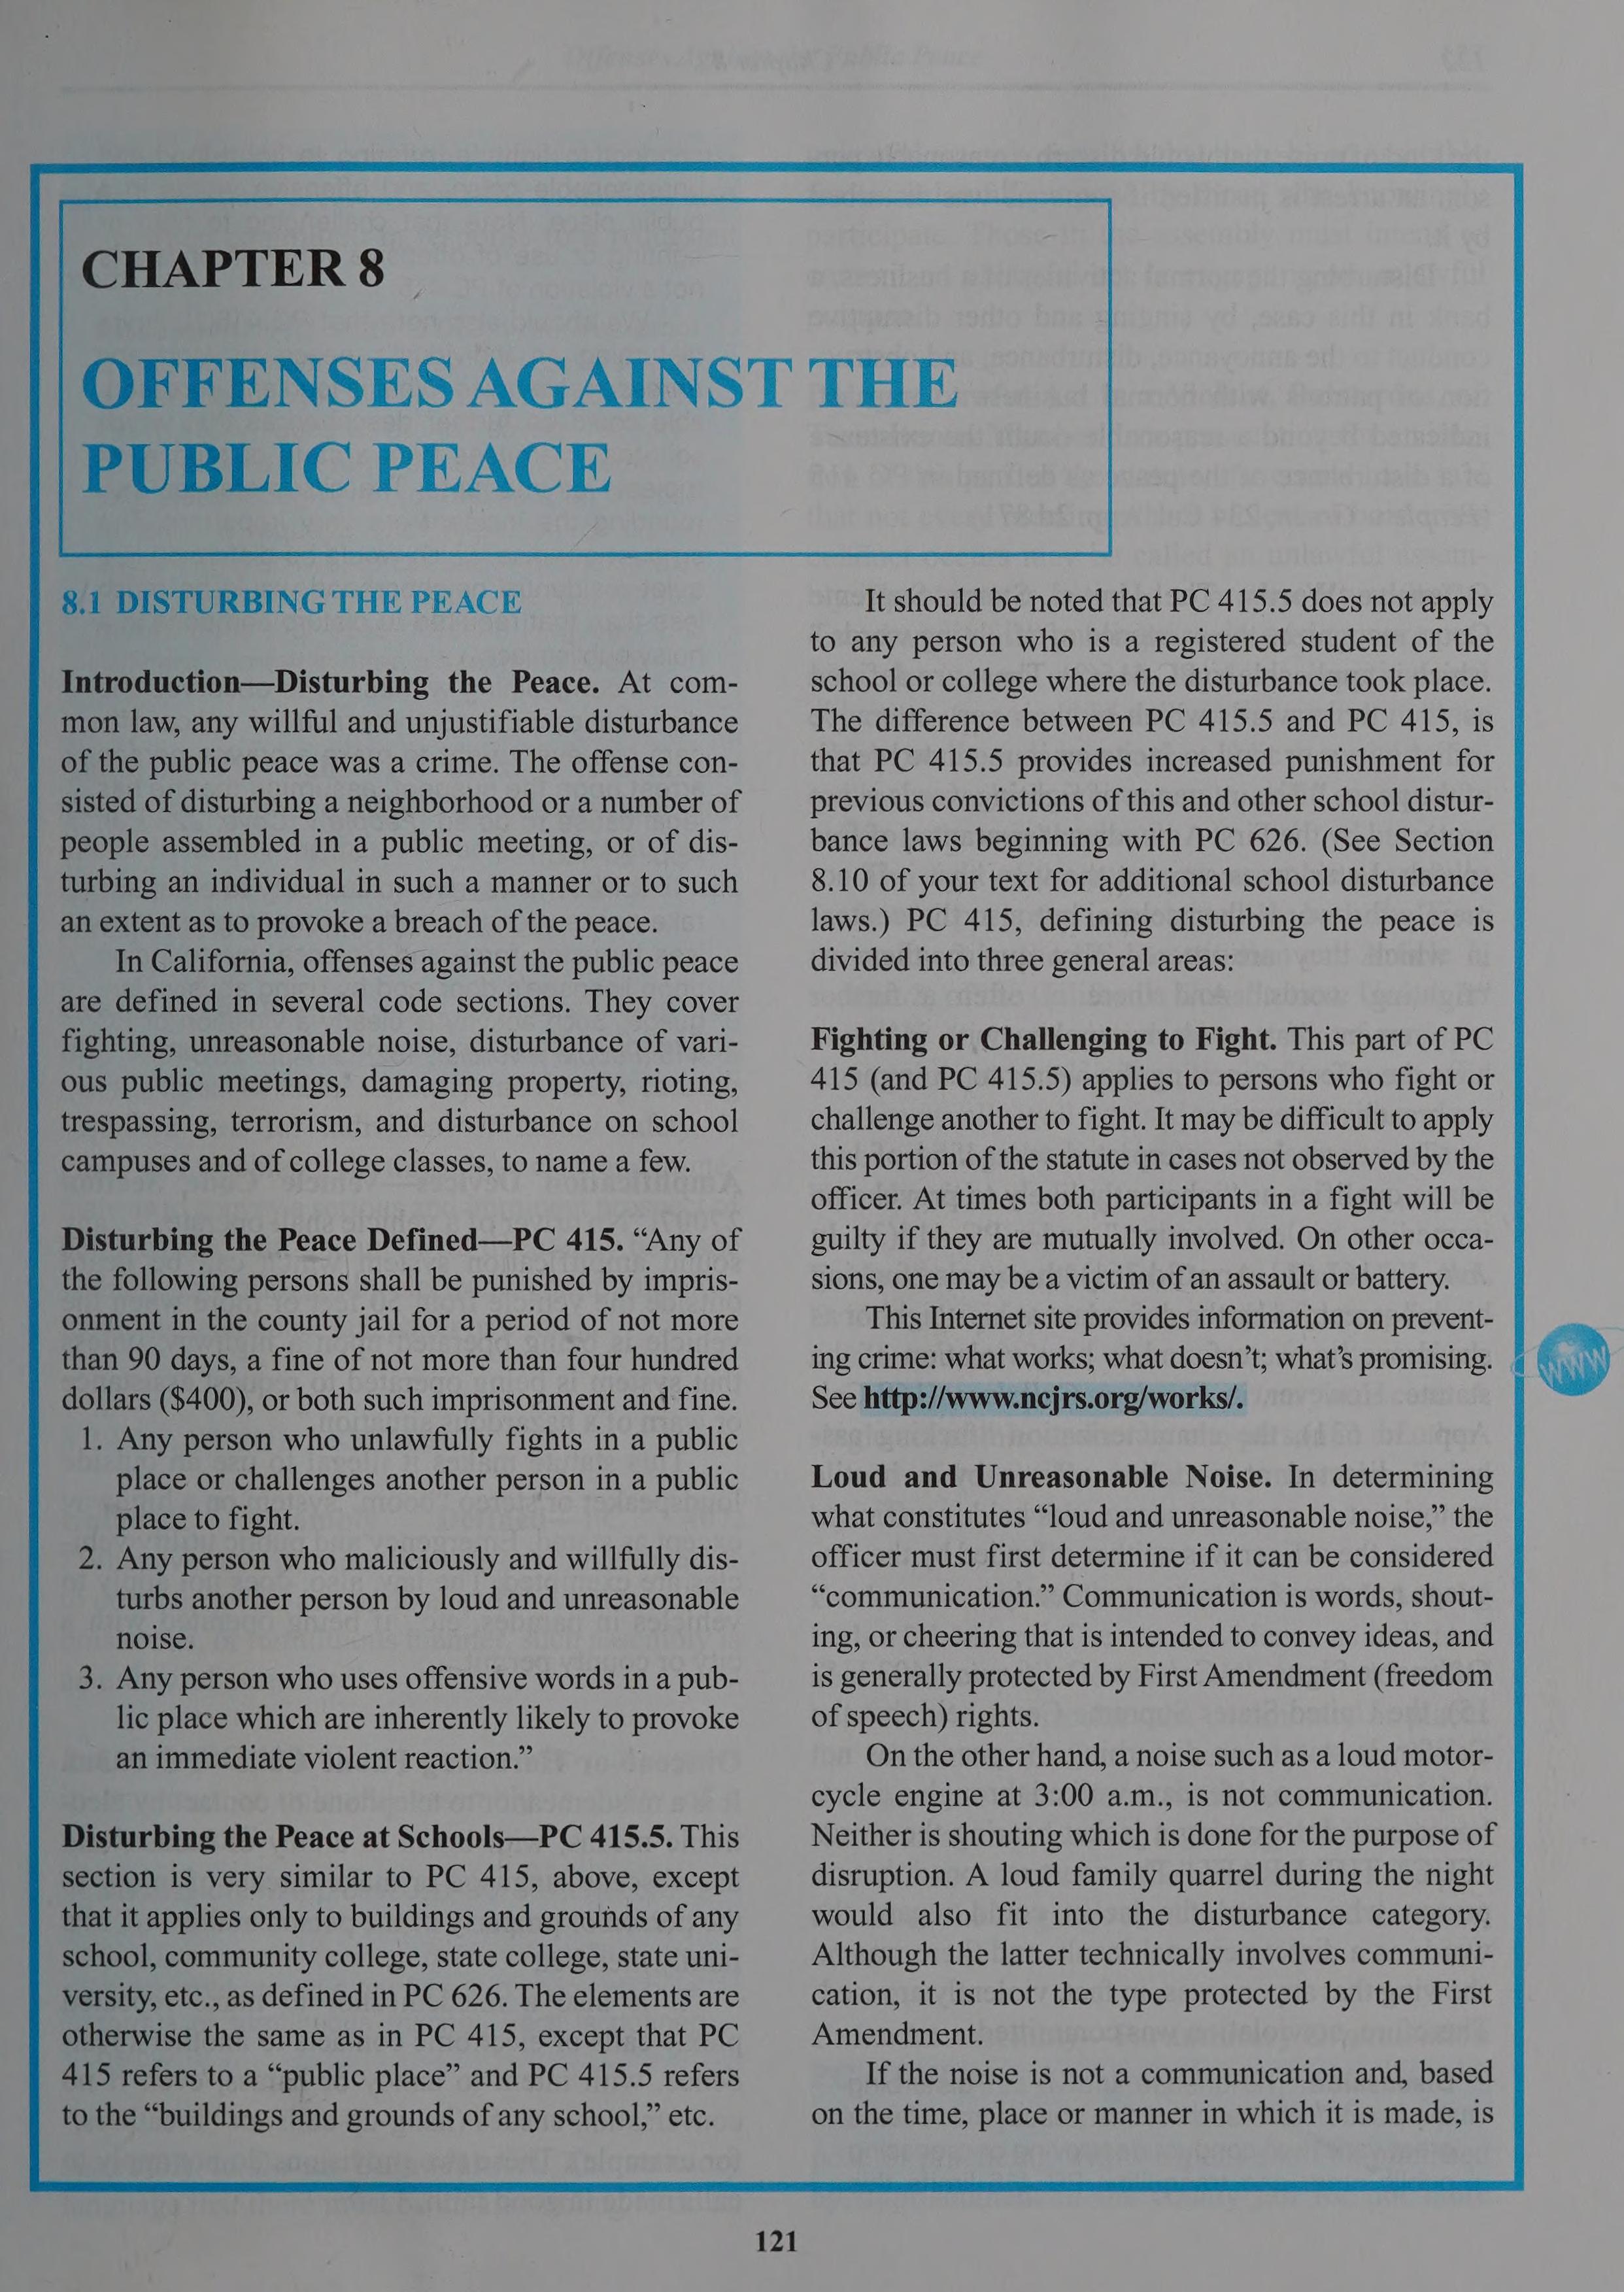 CHAPTER 8
OFFENSES AGAINST THE
PUBLIC PEACE
8.1 DISTURBING THE PEACE
Introduction—Disturbing the Peace. At com-
mon law, any willful and unjustifiable disturbance
of the public peace was a crime. The offense con-
sisted of disturbing a neighborhood or a number of
people assembled in a public meeting, or of dis-
turbing an individual in such a manner or to such
an extent as to provoke a breach of the peace.
In California, offenses against the public peace
are defined in several code sections. They cover
fighting, unreasonable noise, disturbance of vari-
ous public meetings, damaging property, rioting,
trespassing, terrorism, and disturbance on school
campuses and of college classes, to name a few.
Disturbing the Peace Defined—PC 415. “Any of
the following persons shall be punished by impris-
onment in the county jail for a period of not more
than 90 days, a fine of not more than four hundred
dollars ($400), or both such imprisonment and fine.
1. Any person who unlawfully fights in a public
place or challenges another person in a public
place to fight.
2. Any person who maliciously and willfully dis-
turbs another person by loud and unreasonable
noise.
3. Any person who uses offensive words in a pub-
lic place which are inherently likely to provoke
an immediate violent reaction.”
Disturbing the Peace at Schools—PC 415.5. This
section is very similar to PC 415, above, except
that it applies only to buildings and grounds of any
school, community college, state college, state uni-
versity, etc., as defined in PC 626. The elements are
otherwise the same as in PC 415, except that PC
415 refers to a “public place” and PC 415.5 refers
to the “buildings and grounds of any school,” etc.
It should be noted that PC 415.5 does not apply
to any person who is a registered student of the
school or college where the disturbance took place.
The difference between PC 415.5 and PC 415, is
that PC 415.5 provides increased punishment for
previous convictions of this and other school distur-
bance laws beginning with PC 626. (See Section
8.10 of your text for additional school disturbance
laws.) PC 415, defining disturbing the peace is
divided into three general areas:
Fighting or Challenging to Fight. This part of PC
415 (and PC 415.5) applies to persons who fight or
challenge another to fight. It may be difficult to apply
this portion of the statute in cases not observed by the
officer. At times both participants in a fight will be
guilty if they are mutually involved. On other occa-
sions, one may be a victim of an assault or battery.
This Internet site provides information on prevent-
ing crime: what works; what doesn’t; what’s promising.
See http://www.ncjrs.org/works/.
WWW
Loud and Unreasonable Noise. In determining
what constitutes “loud and unreasonable noise,” the
officer must first determine if it can be considered
“communication.” Communication is words, shout-
ing, or cheering that is intended to convey ideas, and
is generally protected by First Amendment (freedom
of speech) rights.
On the other hand, a noise such as a loud motor-
cycle engine at 3:00 a.m., is not communication.
Neither is shouting which is done for the purpose of
disruption. A loud family quarrel during the night
would also fit into the disturbance category.
Although the latter technically involves communi-
cation, it is not the type protected by the First
Amendment.
If the noise is not a communication and, based
on the time, place or manner in which it is made, is
121